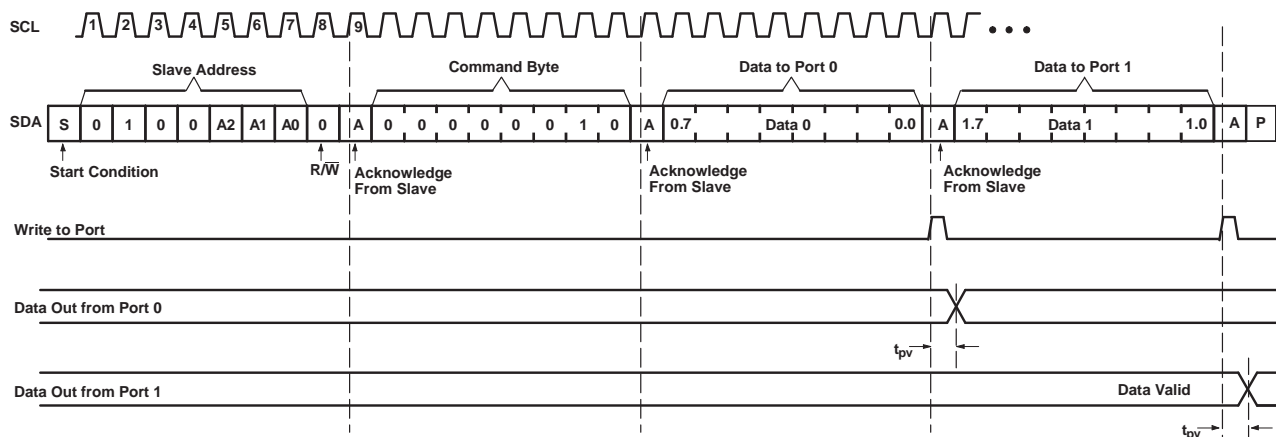 SCL 1 2 3 4 5 6 7 8 9 • • •
Slave Address Command Byte Data to Port 0 Data to Port 1
SDA S 0 1 0 0 A2 A1 A0 0 A 0 0 0 0 0 0 1 0 A 0.7 Data 0 0.0 A 1.7 Data 1 1.0 A P
Start Condition R/W̅ Acknowledge From Slave Acknowledge From Slave Acknowledge From Slave
Write to Port
Data Out from Port 0
tpv
Data Out from Port 1 Data Valid
tpv